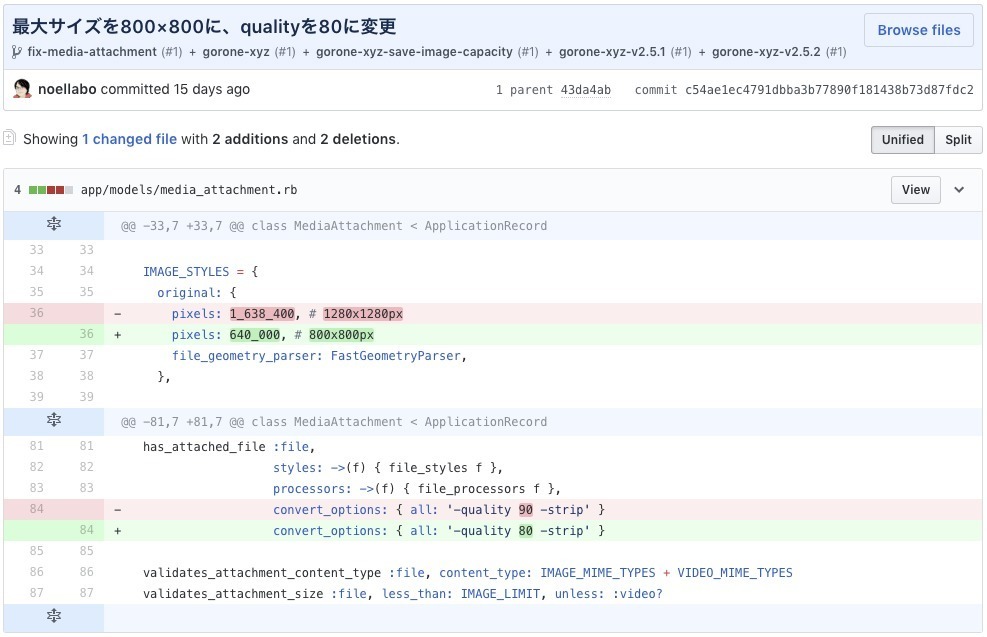 最大サイズを800×800に、qualityを80に変更
Browse files
fix-media-attachment (#1) + gorone-xyz (#1) + gorone-xyz-save-image-capacity (#1) + gorone-xyz-v2.5.1 (#1) + gorone-xyz-v2.5.2 (#1)
noellabo committed 15 days ago 1 parent 43da4ab commit c54ae1ec4791dbba3b77890f181438b73d87fdc2
Showing 1 changed file with 2 additions and 2 deletions. Unified Split
4 app/models/media_attachment.rb View
@@ -33,7 +33,7 @@ class MediaAttachment < ApplicationRecord
33 33
34 34 IMAGE_STYLES = {
35 35 original: {
36 - pixels: 1_638_400, # 1280x1280px
36 + pixels: 640_000, # 800x800px
37 37 file_geometry_parser: FastGeometryParser,
38 38 },
39 39
@@ -81,7 +81,7 @@ class MediaAttachment < ApplicationRecord
81 81 has_attached_file :file,
82 82 styles: ->(f) { file_styles f },
83 83 processors: ->(f) { file_processors f },
84 - convert_options: { all: '-quality 90 -strip' }
84 + convert_options: { all: '-quality 80 -strip' }
85 85
86 86 validates_attachment_content_type :file, content_type: IMAGE_MIME_TYPES + VIDEO_MIME_TYPES
87 87 validates_attachment_size :file, less_than: IMAGE_LIMIT, unless: :video?